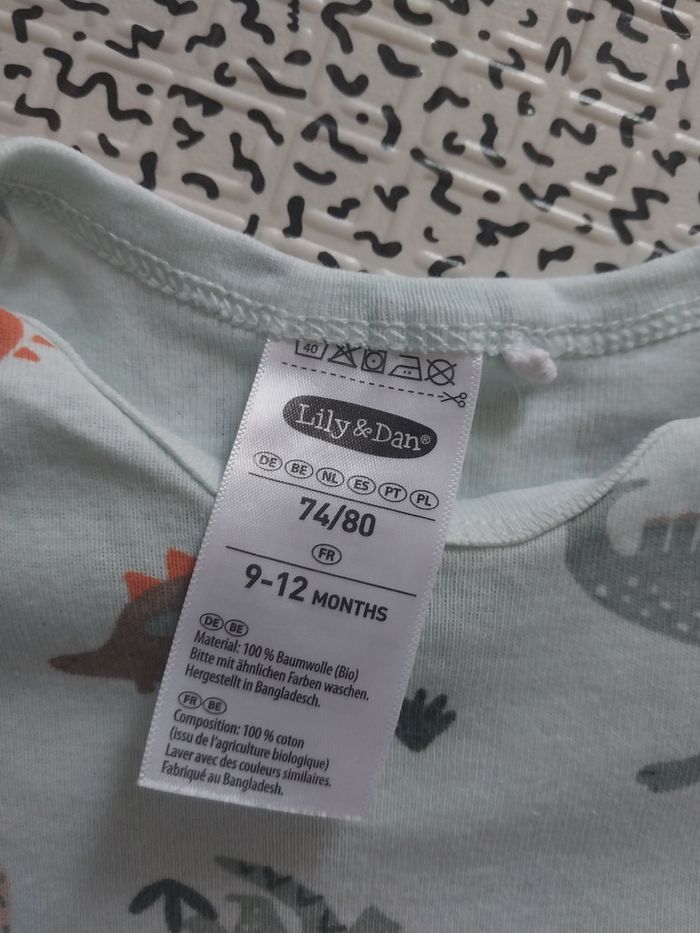 40
Lily & Dan®
DE BE NL ES PT PL
74/80
FR
9-12 MONTHS
DE BE
Material: 100 % Baumwolle (Bio)
Bitte mit ähnlichen Farben waschen.
Hergestellt in Bangladesch.
FR BE
Composition: 100 % coton
(issu de l'agriculture biologique)
Laver avec des couleurs similaires.
Fabriqué au Bangladesh.